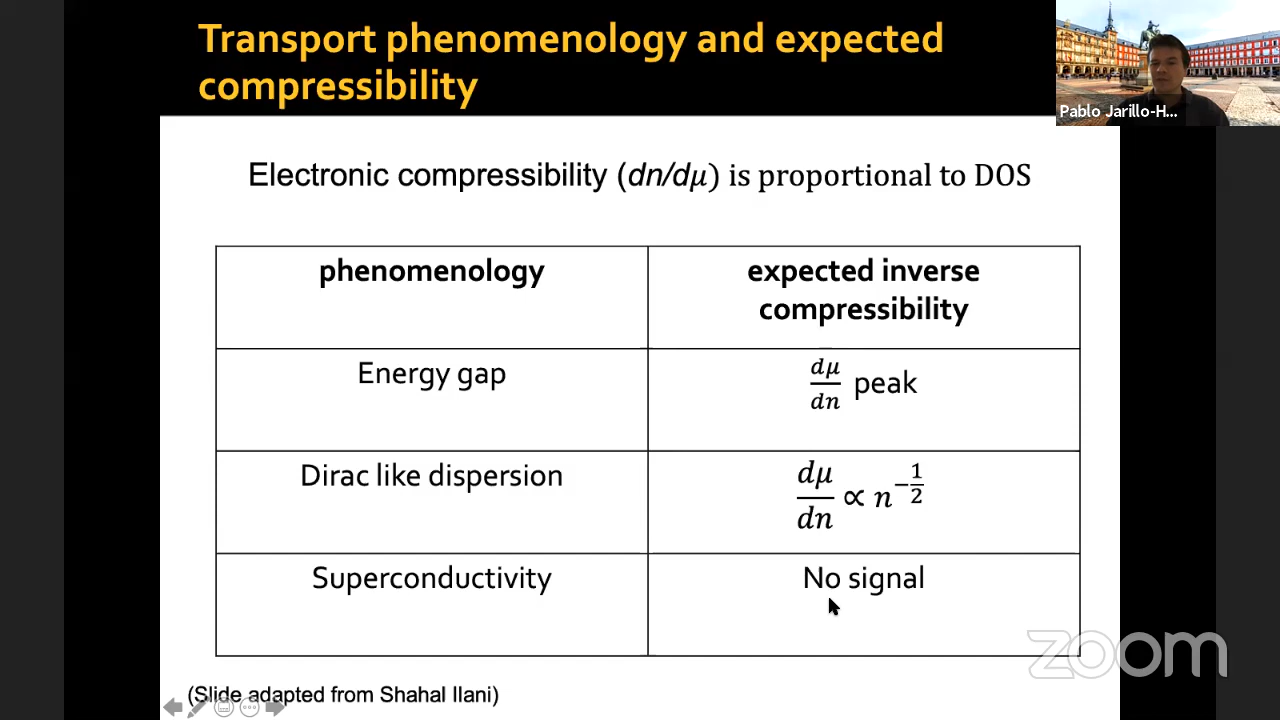 Transport phenomenology and expected
compressibility
Pablo Jarillo-H...
Electronic compressibility (dn/dμ) is proportional to DOS
phenomenology
expected inverse
compressibility
Energy gap
dμ/dn peak
Dirac like dispersion
dμ/dn ∝ n^(-1/2)
Superconductivity
No signal
zoom
(Slide adapted from Shahal Ilani)